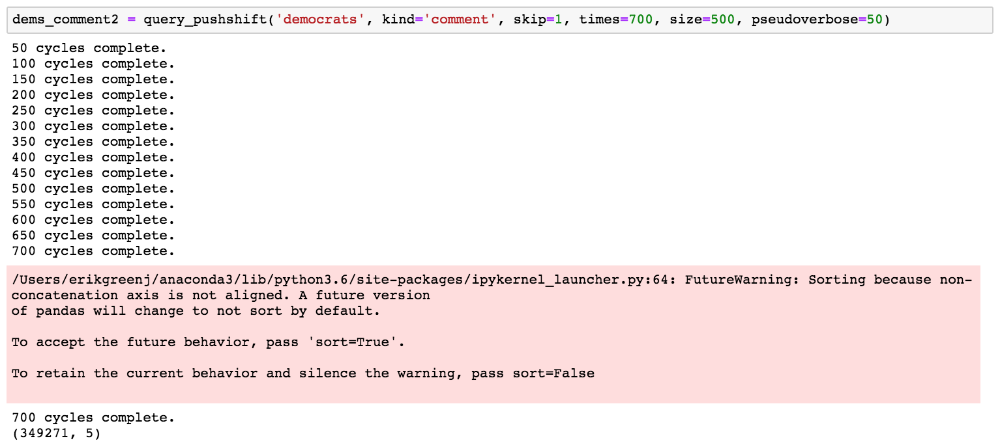 dems_comment2 = query_pushshift('democrats', kind='comment', skip=1, times=700, size=500, pseudoverbose=50)
50 cycles complete.
100 cycles complete.
150 cycles complete.
200 cycles complete.
250 cycles complete.
300 cycles complete.
350 cycles complete.
400 cycles complete.
450 cycles complete.
500 cycles complete.
550 cycles complete.
600 cycles complete.
650 cycles complete.
700 cycles complete.
/Users/erikgreenj/anaconda3/lib/python3.6/site-packages/ipykernel_launcher.py:64: FutureWarning: Sorting because non-
concatenation axis is not aligned. A future version
of pandas will change to not sort by default.
To accept the future behavior, pass 'sort=True'.
To retain the current behavior and silence the warning, pass sort=False
700 cycles complete.
(349271, 5)